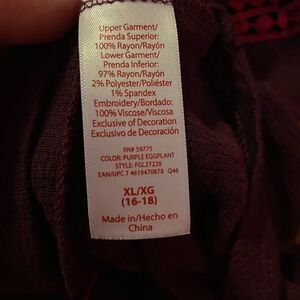 Upper Garment/
Prenda Superior:
100% Rayon/Rayón
Lower Garment/
Prenda Inferior:
97% Rayon/Rayón
2% Polyester/Poliéster
1% Spandex
Embroidery/Bordado:
100% Viscose/Viscosa
Exclusive of Decoration
Exclusivo de Decoración
RN# 59775
COLOR: PURPLE EGGPLANT
STYLE: FGL27228
EAN/UPC 7 4619470878 Q46
XL/XG
(16-18)
Made in/Hecho en
China